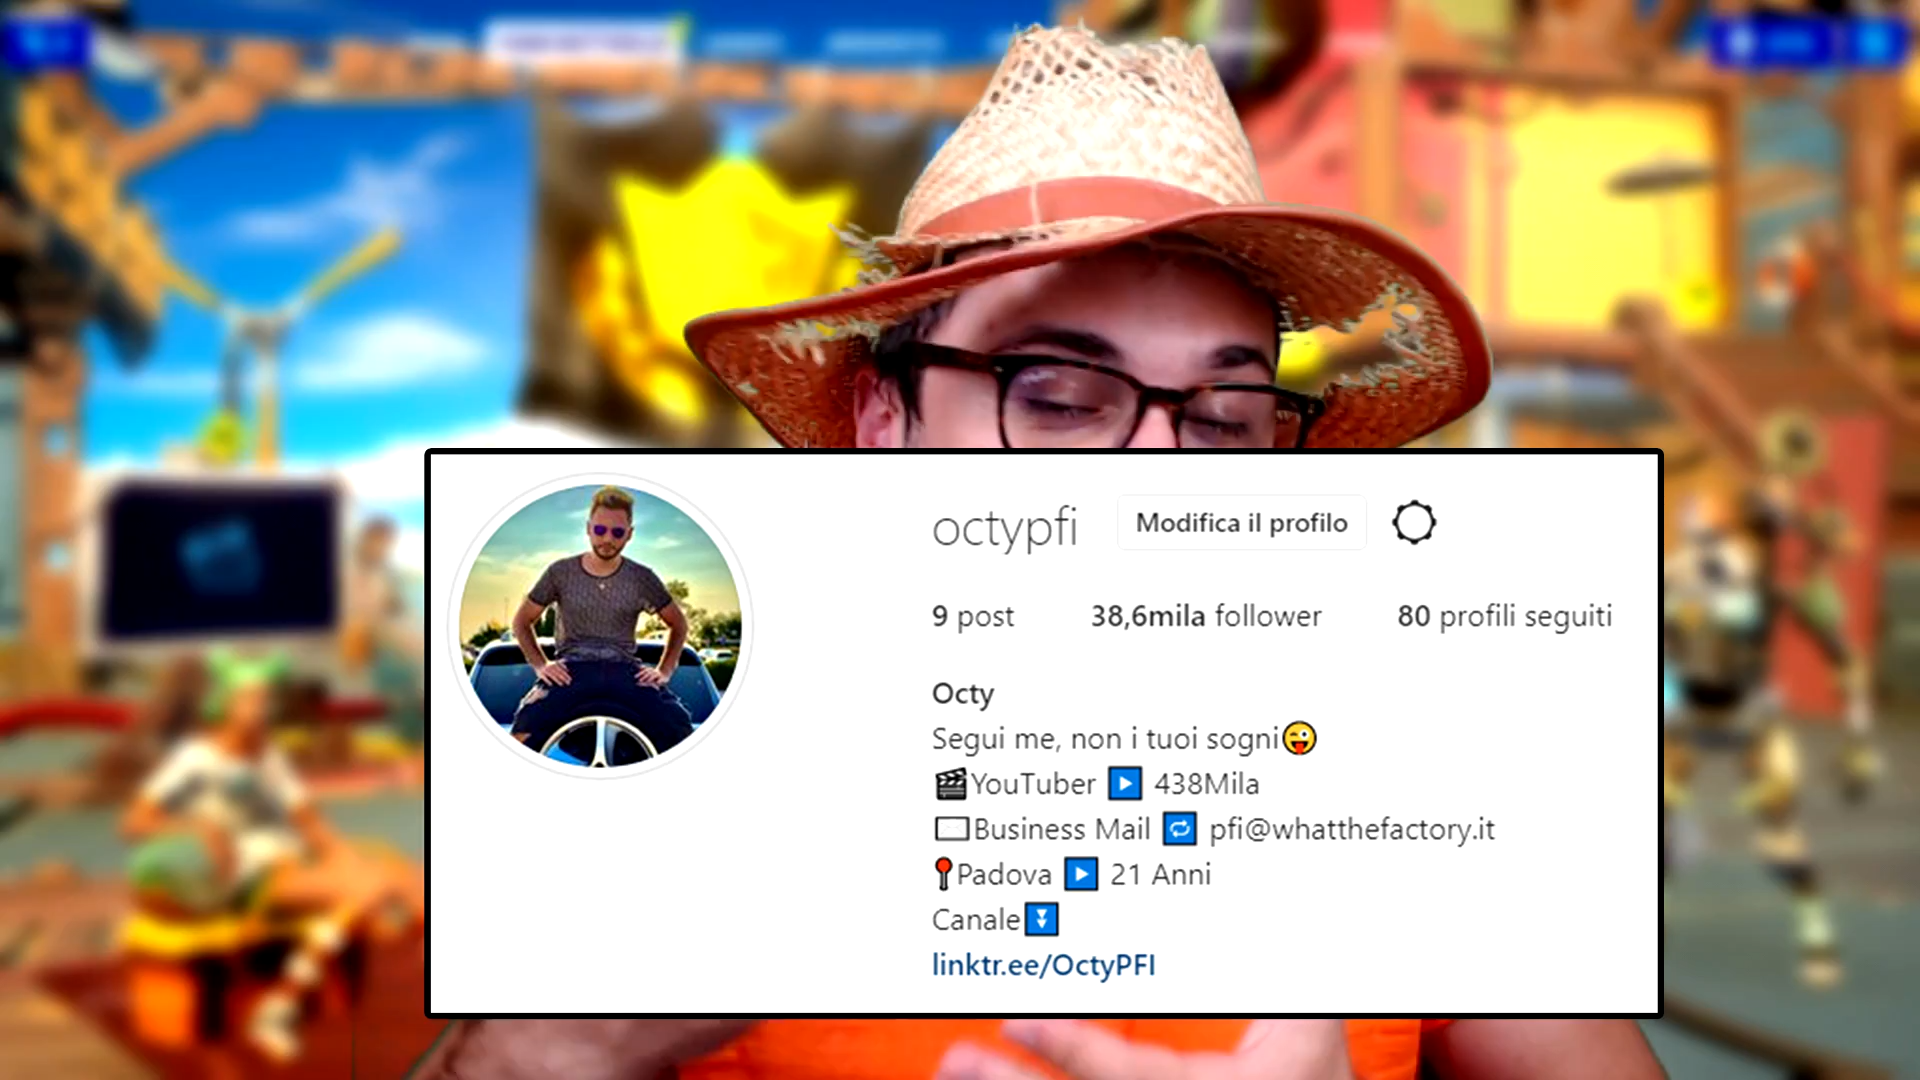 octypfi Modifica il profilo
9 post 38,6mila follower 80 profili seguiti
Octy
Segui me, non i tuoi sogni😜
🎬YouTuber ▶️ 438Mila
✉️Business Mail 🔁 pfi@whatthefactory.it
📍Padova ▶️ 21 Anni
Canale⏬
linktr.ee/OctyPFI